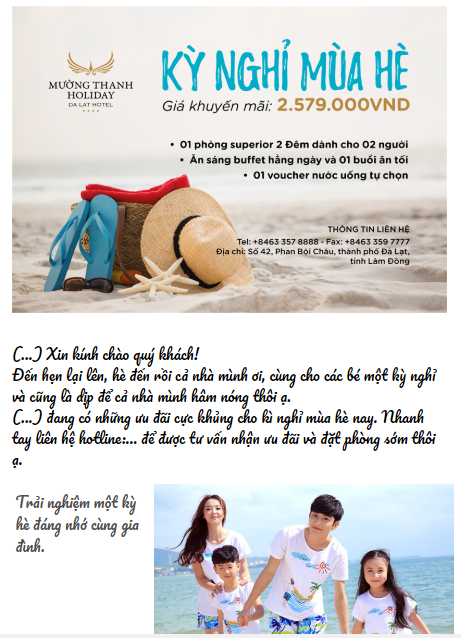 MƯỜNG THANH
HOLIDAY
DA LAT HOTEL
KỲ NGHỈ MÙA HÈ
Giá khuyến mãi: 2.579.000VND
• 01 phòng superior 2 Đêm dành cho 02 người
• Ăn sáng buffet hằng ngày và 01 buổi ăn tối
• 01 voucher nước uống tự chọn
THÔNG TIN LIÊN HỆ
Tel: +8463 357 8888 - Fax: +8463 359 7777
Địa chỉ: Số 42, Phan Bội Châu, thành phố Đà Lạt,
tỉnh Lâm Đồng
(...) Xin kính chào quý khách!
Đến hẹn lại lên, hè đến rồi cả nhà mình ơi, cùng cho các bé một kỳ nghỉ
và cũng là dịp để cả nhà mình hâm nóng thôi ạ.
(...) đang có những ưu đãi cực khủng cho kì nghỉ mùa hè nay. Nhanh
tay liên hệ hotline:... để được tư vấn nhận ưu đãi và đặt phòng sớm thôi
ạ.
Trải nghiệm một kỳ
hè đáng nhớ cùng gia
đình.